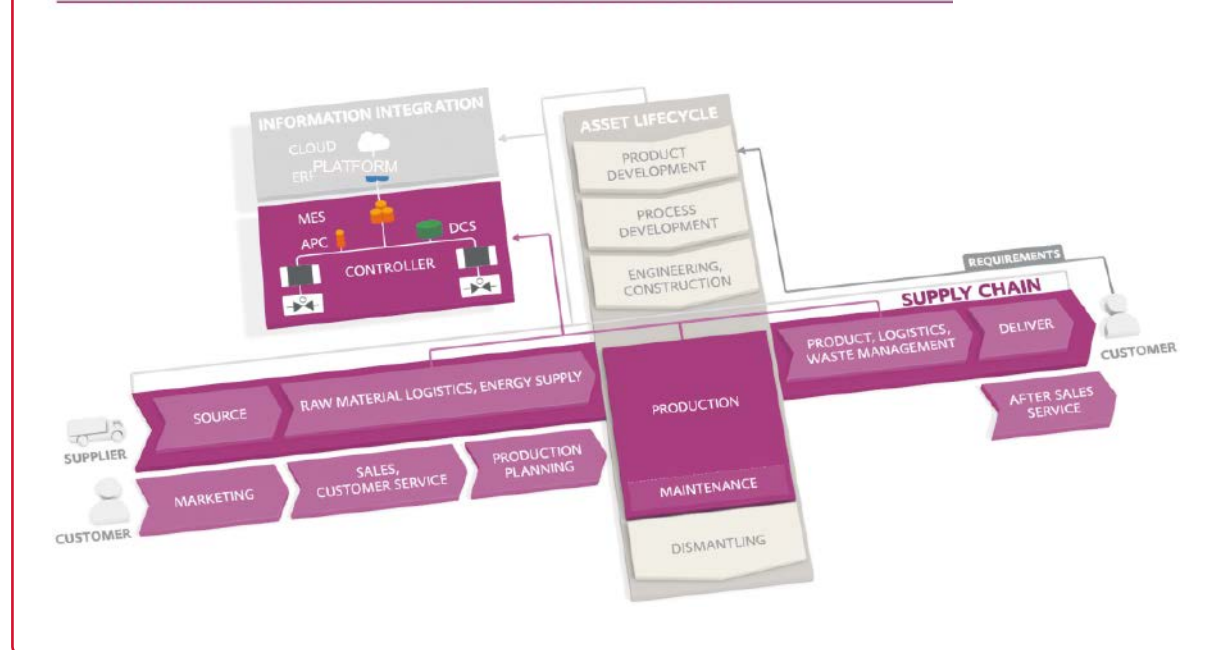 INFORMATION INTEGRATION
CLOUD
PLATFORM
ERP
MES
APC
DCS
CONTROLLER
ASSET LIFECYCLE
PRODUCT
DEVELOPMENT
PROCESS
DEVELOPMENT
ENGINEERING,
CONSTRUCTION
REQUIREMENTS
SUPPLY CHAIN
PRODUCT, LOGISTICS,
WASTE MANAGEMENT
DELIVER
CUSTOMER
AFTER SALES
SERVICE
SOURCE
RAW MATERIAL LOGISTICS, ENERGY SUPPLY
PRODUCTION
SUPPLIER
MARKETING
SALES,
CUSTOMER SERVICE
PRODUCTION
PLANNING
MAINTENANCE
CUSTOMER
DISMANTLING